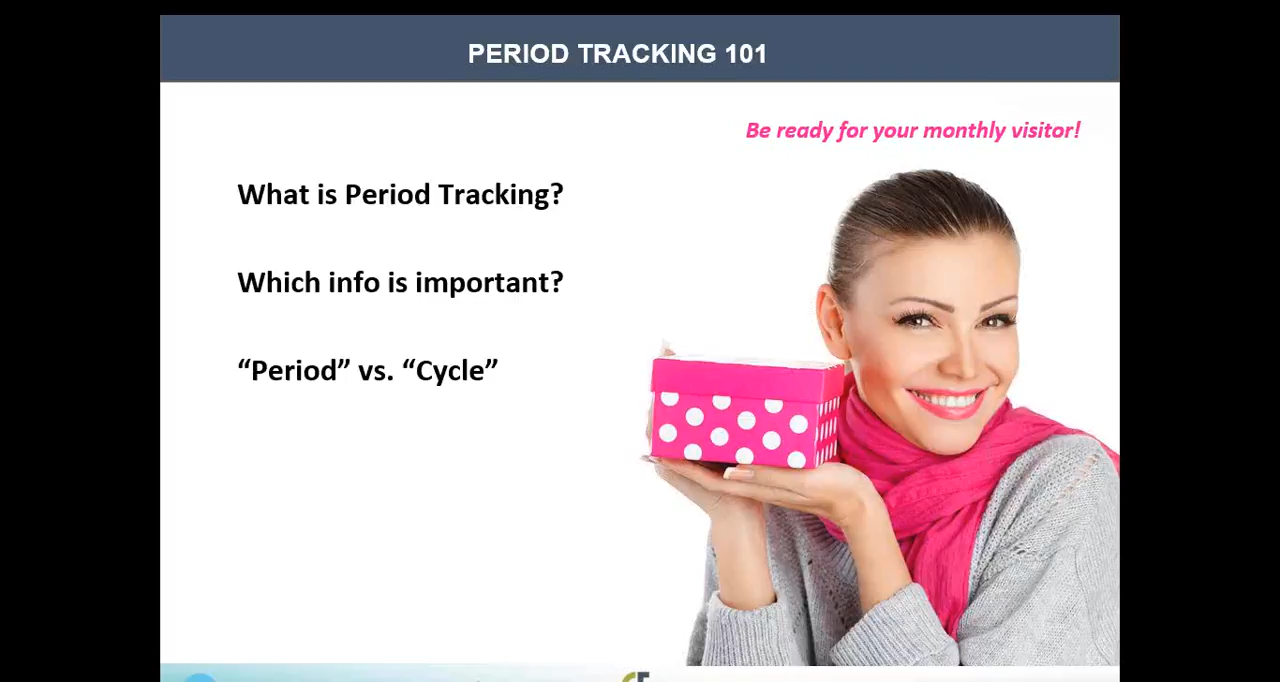 PERIOD TRACKING 101
Be ready for your monthly visitor!
What is Period Tracking?
Which info is important?
“Period” vs. “Cycle”